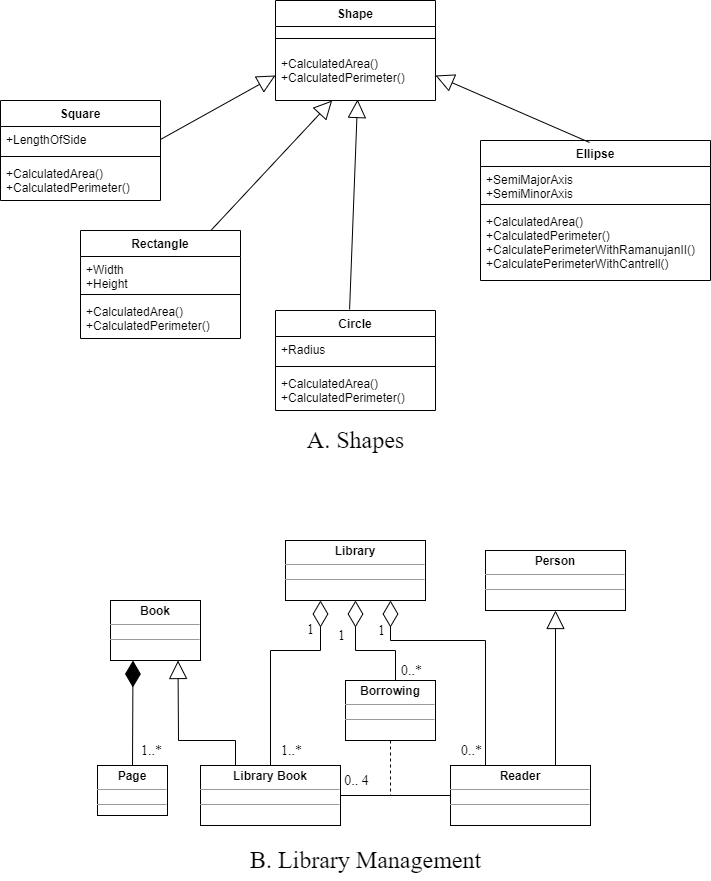 Shape
+CalculatedArea()
+CalculatedPerimeter()
Square
+LengthOfSide
+CalculatedArea()
+CalculatedPerimeter()
Ellipse
+SemiMajorAxis
+SemiMinorAxis
+CalculatedArea()
+CalculatedPerimeter()
+CalculatePerimeterWithRamanujanII()
+CalculatePerimeterWithCantrell()
Rectangle
+Width
+Height
+CalculatedArea()
+CalculatedPerimeter()
Circle
+Radius
+CalculatedArea()
+CalculatedPerimeter()
A. Shapes
Library
Person
Book
1
1
1
0..*
Borrowing
1..*
1..*
0..*
Page
Library Book
0.. 4
Reader
B. Library Management